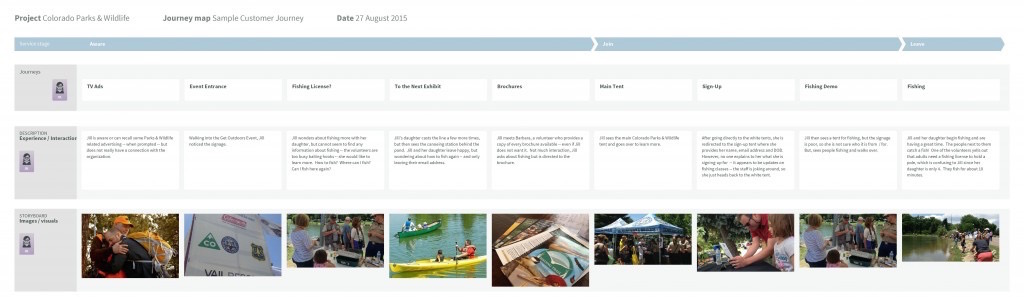 Project Colorado Parks & Wildlife
Journey map Sample Customer Journey
Date 27 August 2015
Service stage
Aware
Join
Leave
Journeys
TV Ads
Event Entrance
Fishing License?
To the Next Exhibit
Brochures
Main Tent
Sign-Up
Fishing Demo
Fishing
DESCRIPTION
Experience / Interaction
Jill is aware or can recall some Parks & Wildlife
related advertising -- when prompted -- but
does not really have a connection with the
organization
Walking into the Get Outdoors Event, Jill
noticed the signage.
Jill wonders about fishing more with her
daughter, but cannot seem to find any
information about fishing -- the volunteers are
too busy baiting hooks -- she would like to
learn more. How to fish? Where can I fish?
Can I fish here again?
Jill's daughter casts the line a few more times,
but then sees the canoeing station behind the
pond. Jill and her daughter leave happy, but
wondering about how to fish again -- and only
leaving their email address.
Jill meets Barbara, a volunteer who provides a
copy of every brochure available -- even if Jill
does not want it. Not much interaction, Jill
asks about fishing but is directed to the
brochure
Jill sees the main Colorado Parks & Wildlife
tent and goes over to learn more.
After going directly to the white tents, she is
redirected to the sign-up tent where she
provides her name, email address and DOB.
However, no one explains to her what she is
signing up for -- it appears to be updates on
fishing classes -- the staff is joking around, so
she just heads back to the white tent.
Jill then sees a tent for fishing, but the signage
is poor, so she is not sure who it is from / for.
But, sees people fishing and walks over.
Jill and her daughter begin fishing and are
having a great time. The people next to them
catch a fish! One of the volunteers yells out
that adults need a fishing license to hold a
pole, which is confusing to Jill since her
daughter is only 6. They fish for about 10
minutes.
STORYBOARD
Images / visuals
CO
VAIL RES